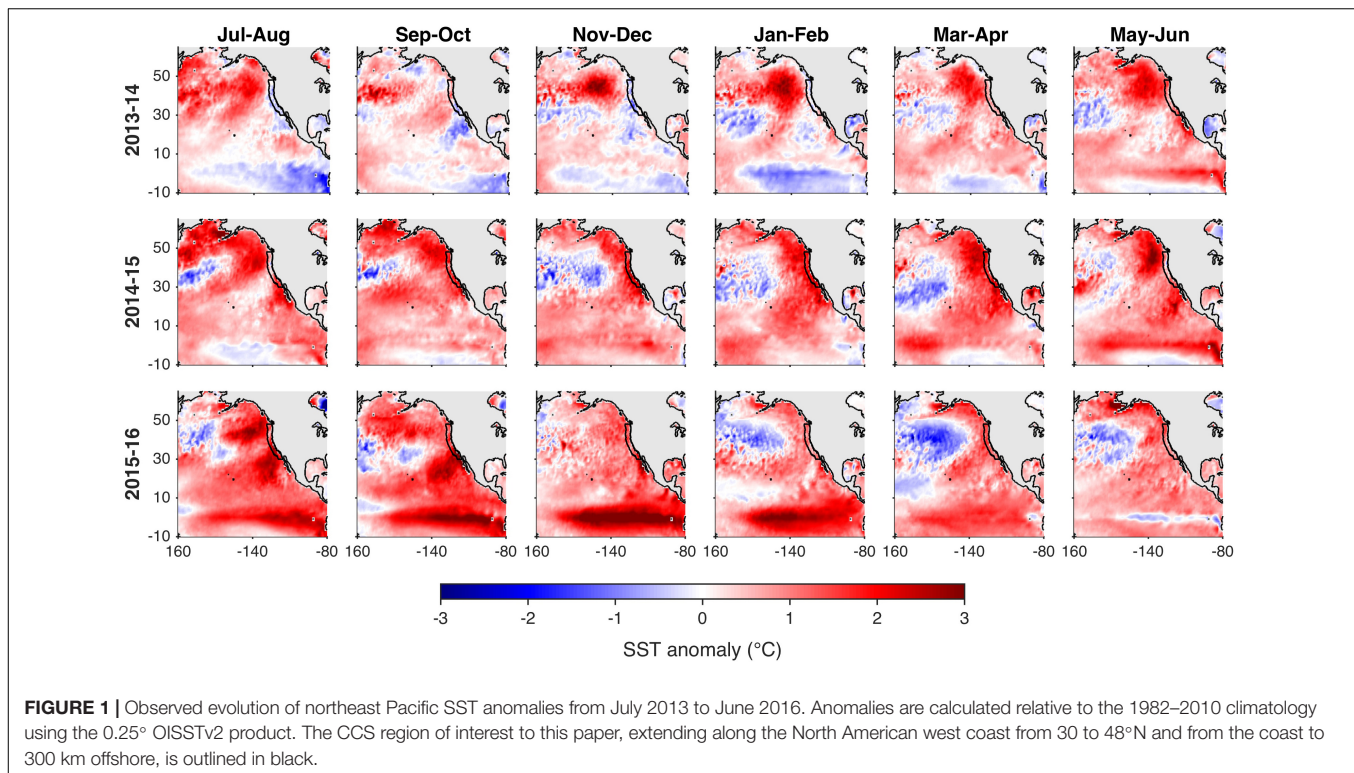 Jul-Aug Sep-Oct Nov-Dec Jan-Feb Mar-Apr May-Jun
2013-14
50
30
10
-10
2014-15
50
30
10
-10
2015-16
50
30
10
-10
160 -140 -80 160 -140 -80 160 -140 -80 160 -140 -80 160 -140 -80 160 -140 -80
-3 -2 -1 0 1 2 3
SST anomaly (°C)
FIGURE 1 | Observed evolution of northeast Pacific SST anomalies from July 2013 to June 2016. Anomalies are calculated relative to the 1982–2010 climatology
using the 0.25° OISSTv2 product. The CCS region of interest to this paper, extending along the North American west coast from 30 to 48°N and from the coast to
300 km offshore, is outlined in black.